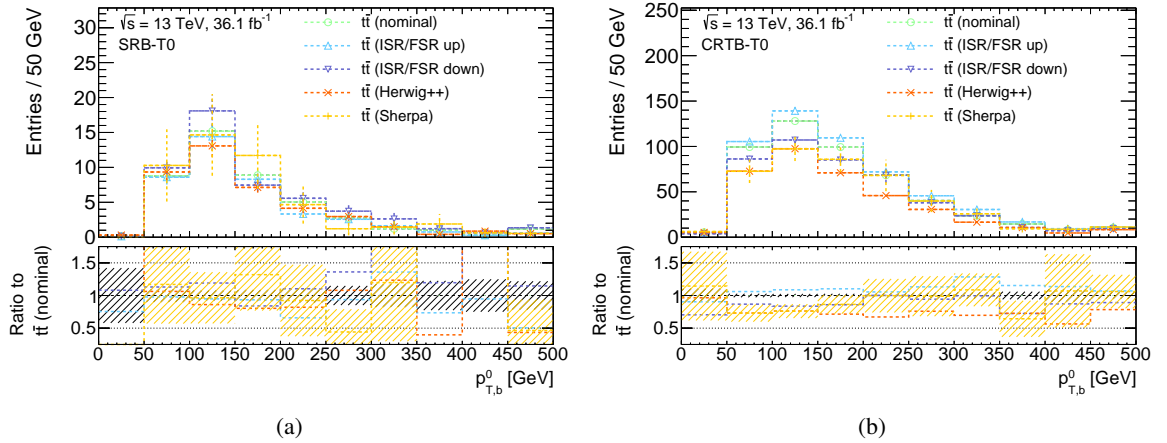 √s = 13 TeV, 36.1 fb⁻¹
SRB-T0
tt̄ (nominal)
tt̄ (ISR/FSR up)
tt̄ (ISR/FSR down)
tt̄ (Herwig++)
tt̄ (Sherpa)
Entries / 50 GeV
30
25
20
15
10
5
0
Ratio to
tt̄ (nominal)
1.5
1
0.5
0 50 100 150 200 250 300 350 400 450 500
p⁰_T,b [GeV]
(a)
√s = 13 TeV, 36.1 fb⁻¹
CRTB-T0
tt̄ (nominal)
tt̄ (ISR/FSR up)
tt̄ (ISR/FSR down)
tt̄ (Herwig++)
tt̄ (Sherpa)
Entries / 50 GeV
250
200
150
100
50
0
Ratio to
tt̄ (nominal)
1.5
1
0.5
0 50 100 150 200 250 300 350 400 450 500
p⁰_T,b [GeV]
(b)